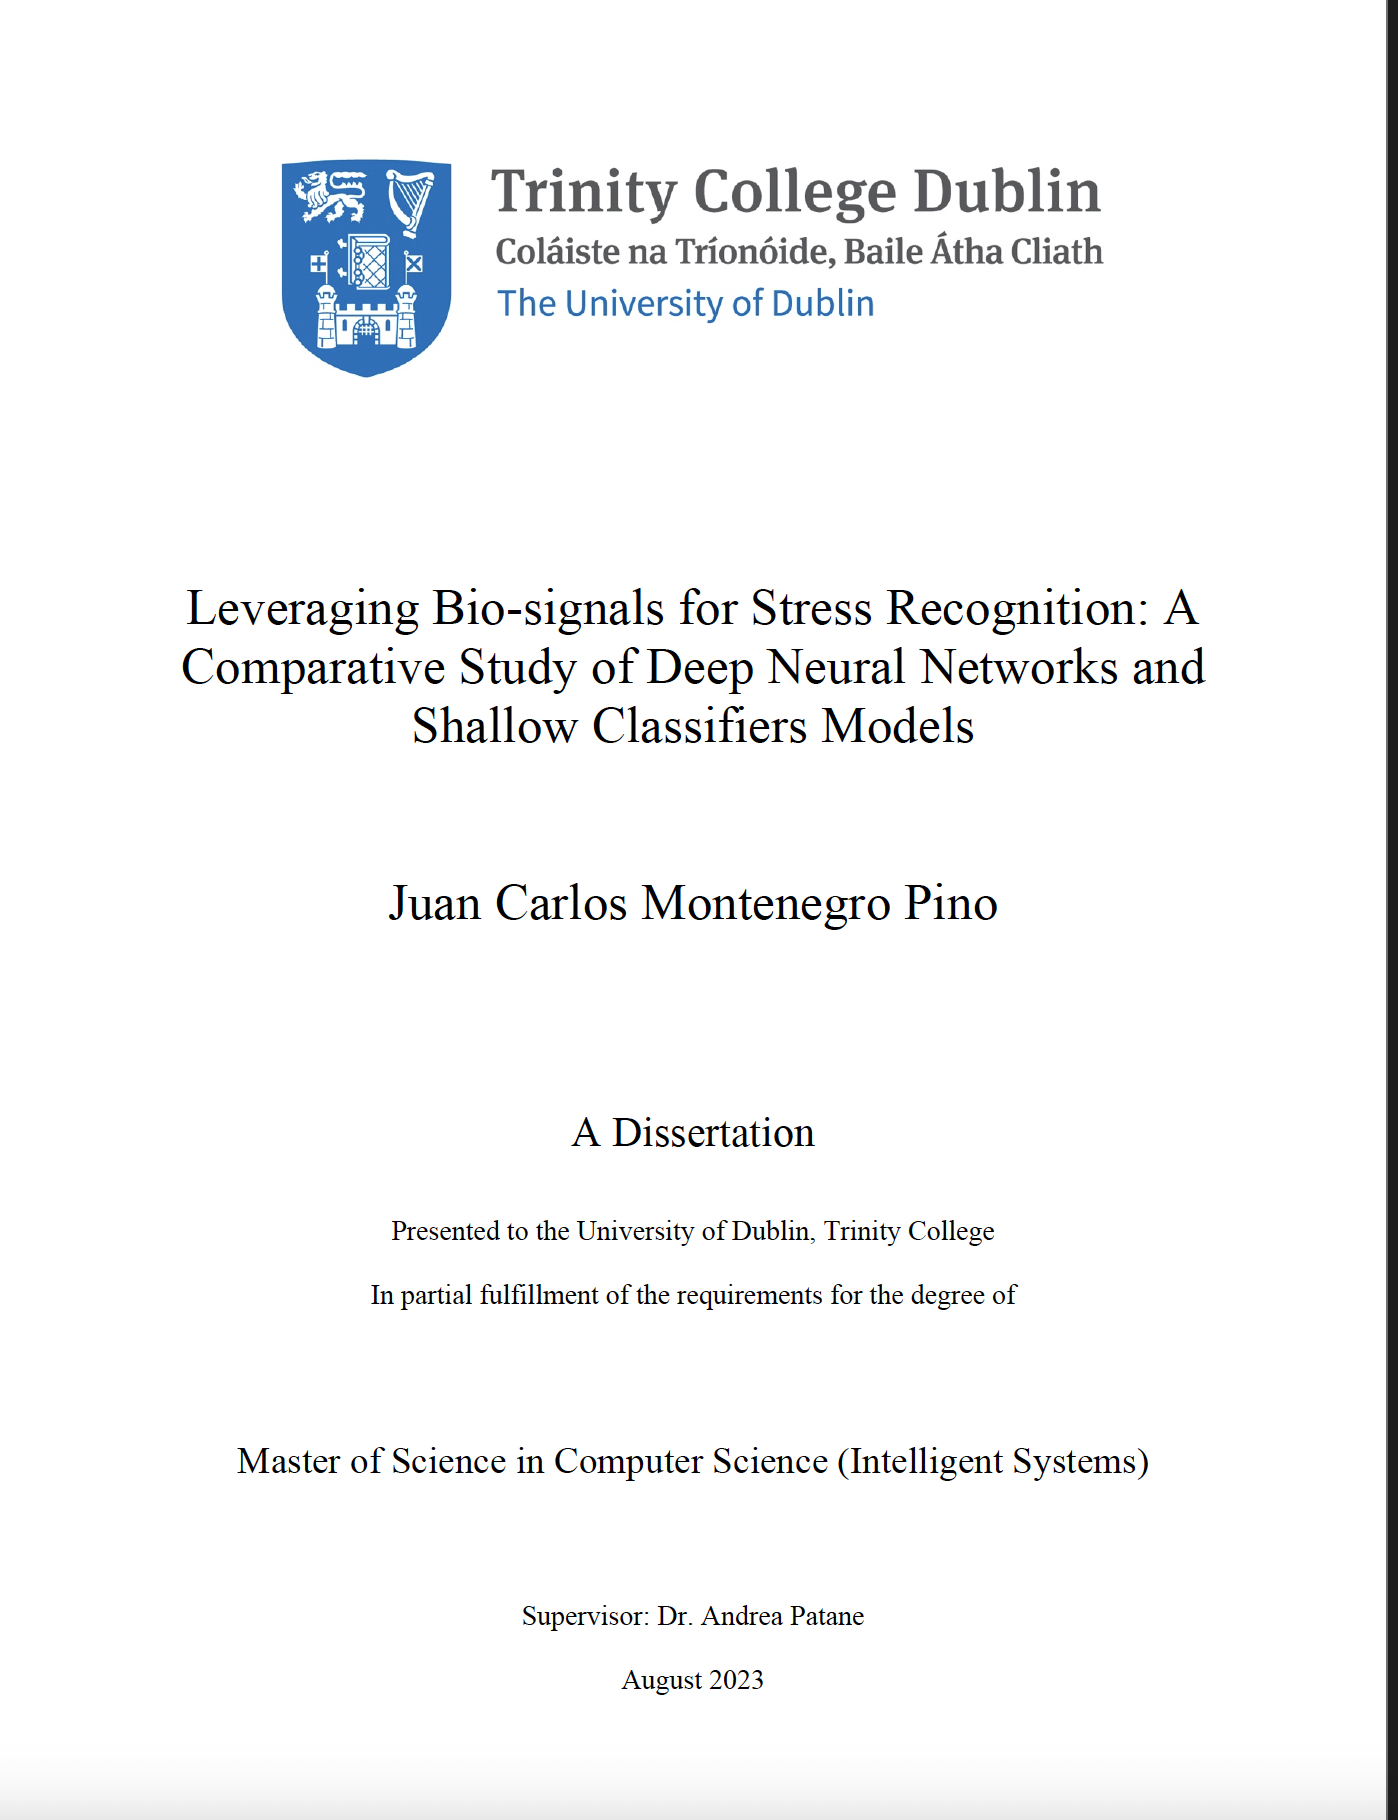 Trinity College Dublin
Coláiste na Tríonóide, Baile Átha Cliath
The University of Dublin
Leveraging Bio-signals for Stress Recognition: A
Comparative Study of Deep Neural Networks and
Shallow Classifiers Models
Juan Carlos Montenegro Pino
A Dissertation
Presented to the University of Dublin, Trinity College
In partial fulfillment of the requirements for the degree of
Master of Science in Computer Science (Intelligent Systems)
Supervisor: Dr. Andrea Patane
August 2023